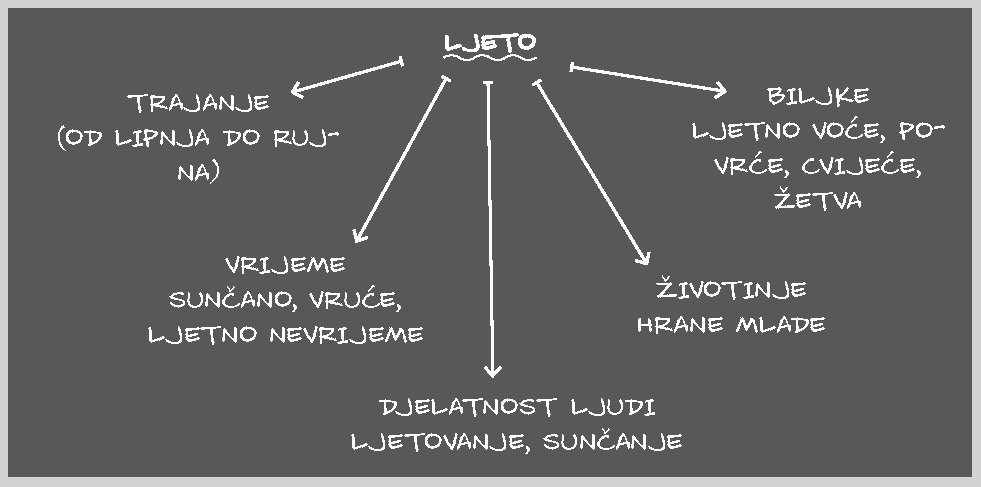 LJETO
TRAJANJE
(OD LIPNJA DO RUJ-
NA)
VRIJEME
SUNČANO, VRUĆE,
LJETNO NEVRIJEME
DJELATNOST LJUDI
LJETOVANJE, SUNČANJE
ŽIVOTINJE
HRANE MLADE
BILJKE
LJETNO VOĆE, PO-
VRĆE, CVIJEĆE,
ŽETVA